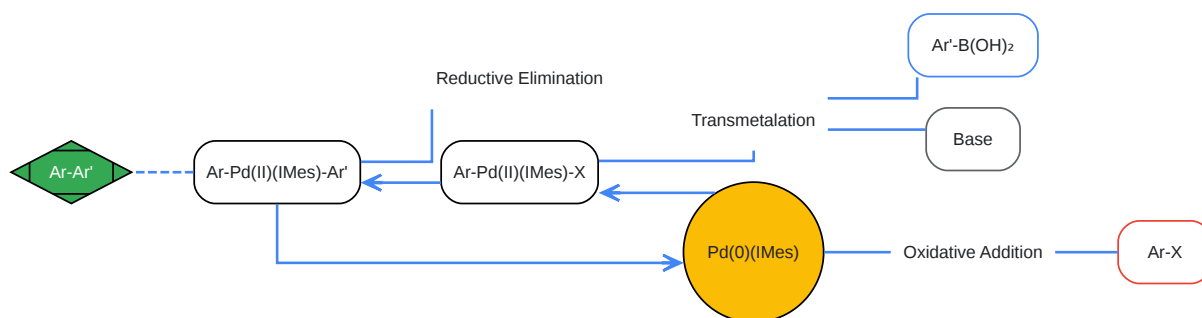 Ar'-B(OH)₂
Reductive Elimination
Transmetalation
Base
Ar-Ar'
Ar-Pd(II)(IMes)-Ar'
Ar-Pd(II)(IMes)-X
Pd(0)(IMes)
Oxidative Addition
Ar-X